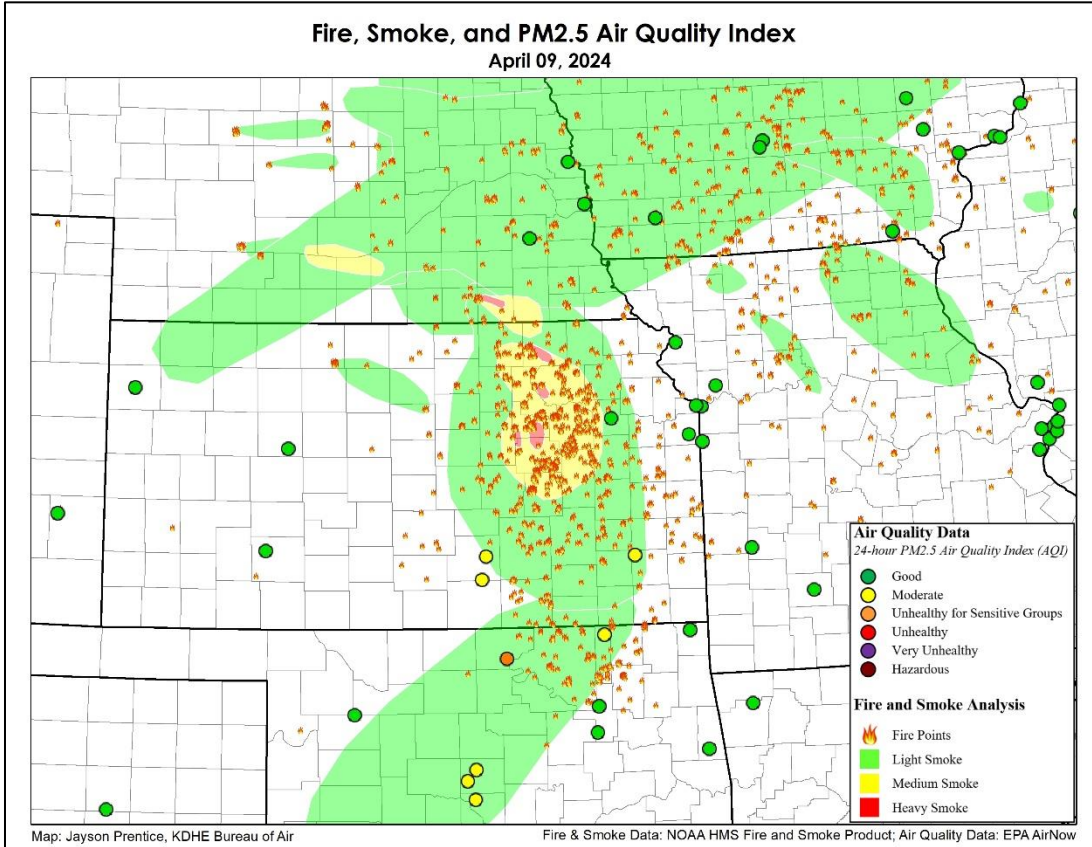 Fire, Smoke, and PM2.5 Air Quality Index
April 09, 2024
Air Quality Data
24-hour PM2.5 Air Quality Index (AQI)
Good
Moderate
Unhealthy for Sensitive Groups
Unhealthy
Very Unhealthy
Hazardous
Fire and Smoke Analysis
Fire Points
Light Smoke
Medium Smoke
Heavy Smoke
Map: Jayson Prentice, KDHE Bureau of Air
Fire & Smoke Data: NOAA HMS Fire and Smoke Product; Air Quality Data: EPA AirNow